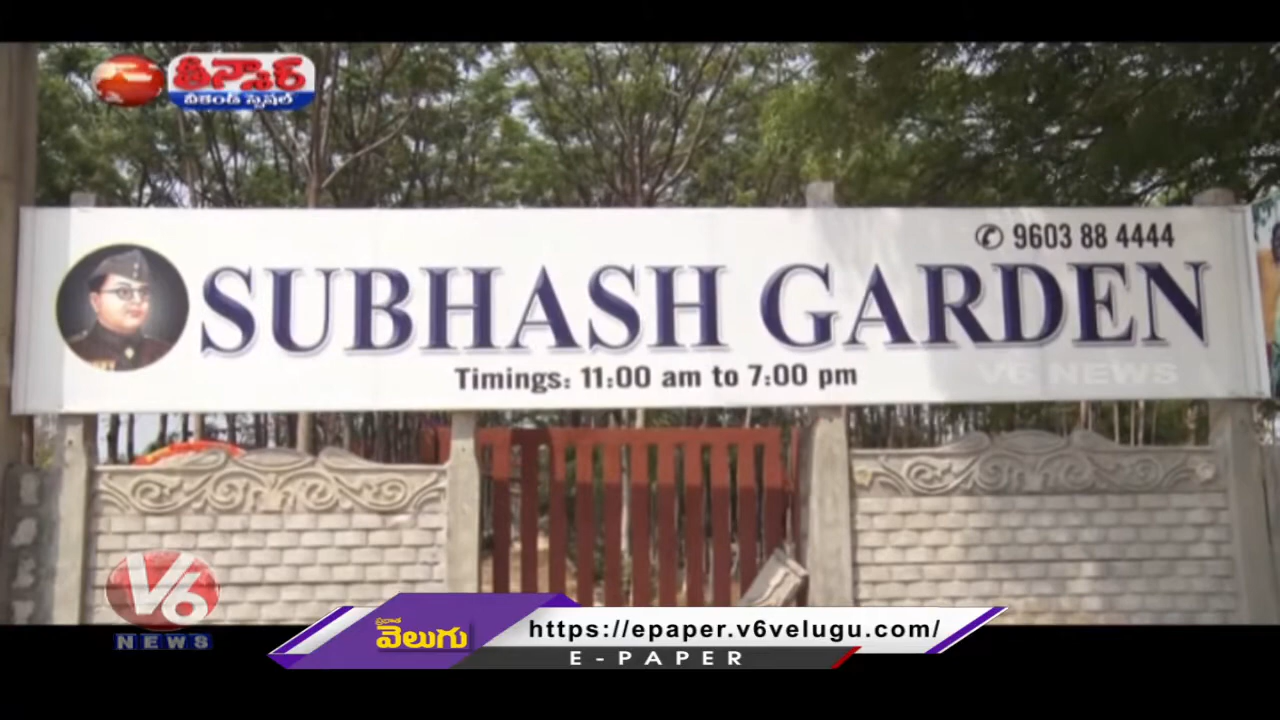 తీన్మార్
వీకెండ్ స్పెషల్
✆ 9603 88 4444
SUBHASH GARDEN
Timings: 11:00 am to 7:00 pm
V6 NEWS
V6
NEWS
ప్రభాత
వెలుగు
https://epaper.v6velugu.com/
E-PAPER